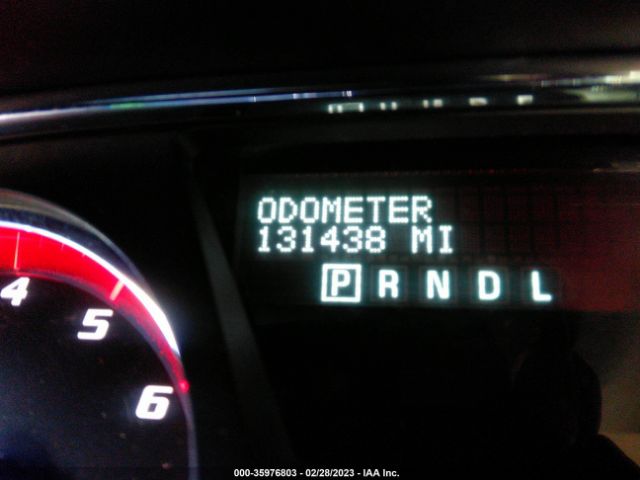 ODOMETER
131438 MI
P R N D L
4
5
6
000-35976803 - 02/28/2023 - IAA Inc.